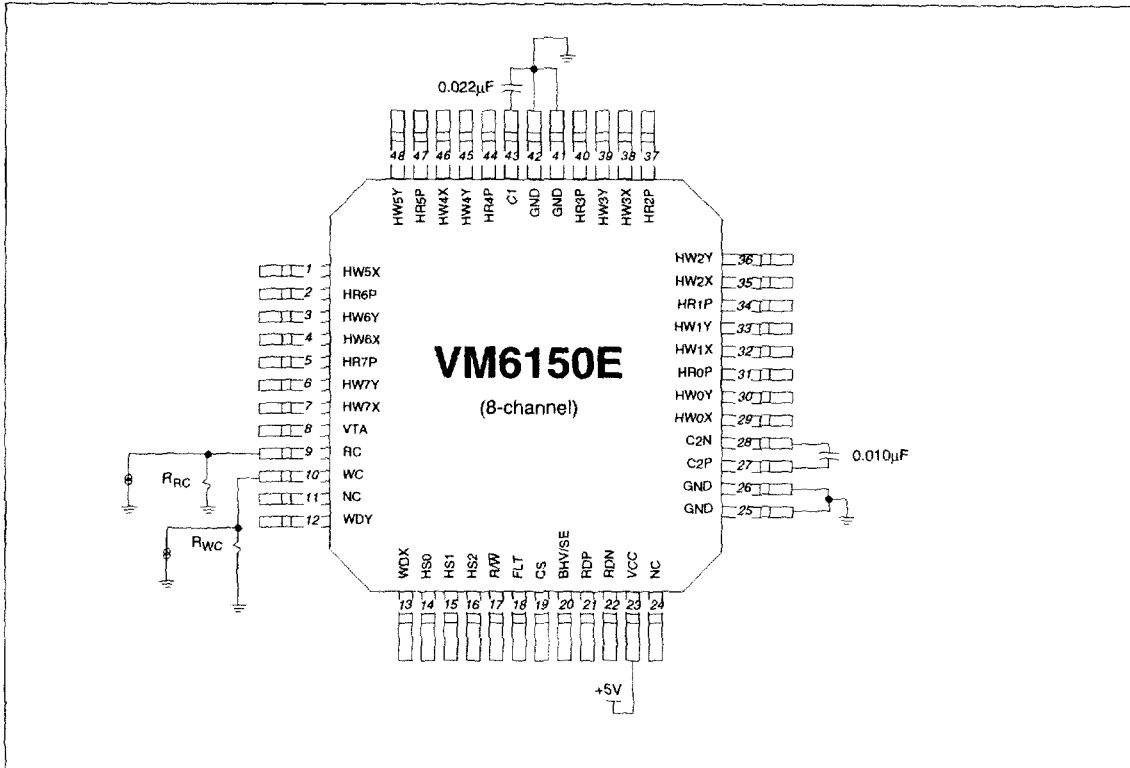 0.022µF
48 47 46 45 44 43 42 41 40 39 38 37
HW5Y HR5P HW4X HW4Y HR4P C1 GND GND HR3P HW3Y HW3X HR2P
1 HW5X
2 HR6P
3 HW6Y
4 HW6X
5 HR7P
6 HW7Y
7 HW7X
8 VTA
9 RC
10 WC
11 NC
12 WDY
RRC
RWC
VM6150E
(8-channel)
HW2Y 36
HW2X 35
HR1P 34
HW1Y 33
HW1X 32
HR0P 31
HW0Y 30
HW0X 29
C2N 28
C2P 27
GND 26
GND 25
0.010µF
WDX HS0 HS1 HS2 R/W̅ FLT CS BHV/SE RDP RDN VCC NC
13 14 15 16 17 18 19 20 21 22 23 24
+5V